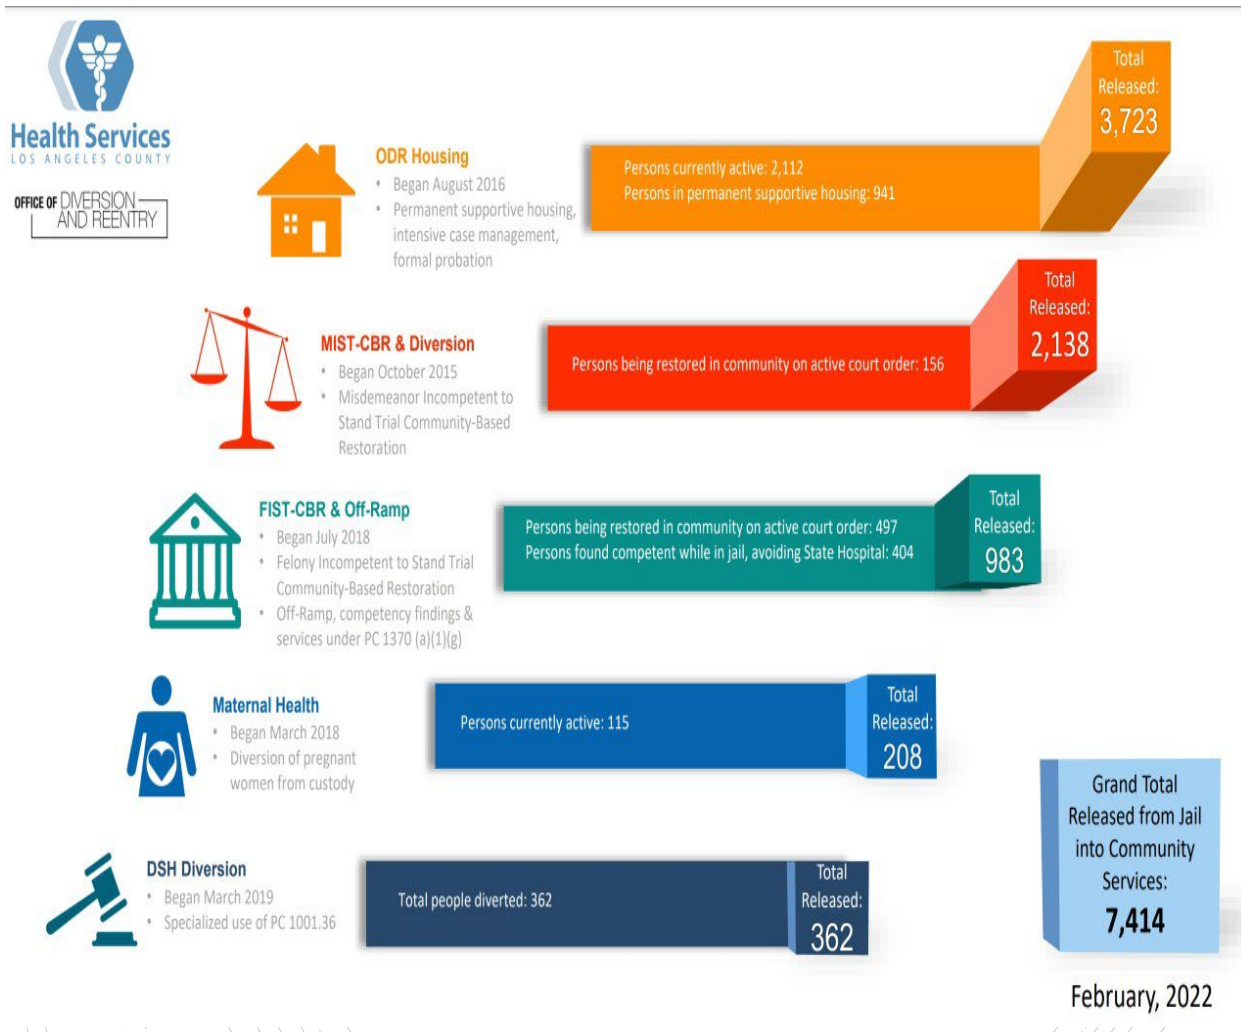 Health Services
LOS ANGELES COUNTY
OFFICE OF DIVERSION
AND REENTRY
ODR Housing
• Began August 2016
• Permanent supportive housing,
intensive case management,
formal probation
Persons currently active: 2,112
Persons in permanent supportive housing: 941
Total
Released:
3,723
MIST-CBR & Diversion
• Began October 2015
• Misdemeanor Incompetent to
Stand Trial Community-Based
Restoration
Persons being restored in community on active court order: 156
Total
Released:
2,138
FIST-CBR & Off-Ramp
• Began July 2018
• Felony Incompetent to Stand Trial
Community-Based Restoration
• Off-Ramp, competency findings &
services under PC 1370 (a)(1)(g)
Persons being restored in community on active court order: 497
Persons found competent while in jail, avoiding State Hospital: 404
Total
Released:
983
Maternal Health
• Began March 2018
• Diversion of pregnant
women from custody
Persons currently active: 115
Total
Released:
208
DSH Diversion
• Began March 2019
• Specialized use of PC 1001.36
Total people diverted: 362
Total
Released:
362
Grand Total
Released from Jail
into Community
Services:
7,414
February, 2022